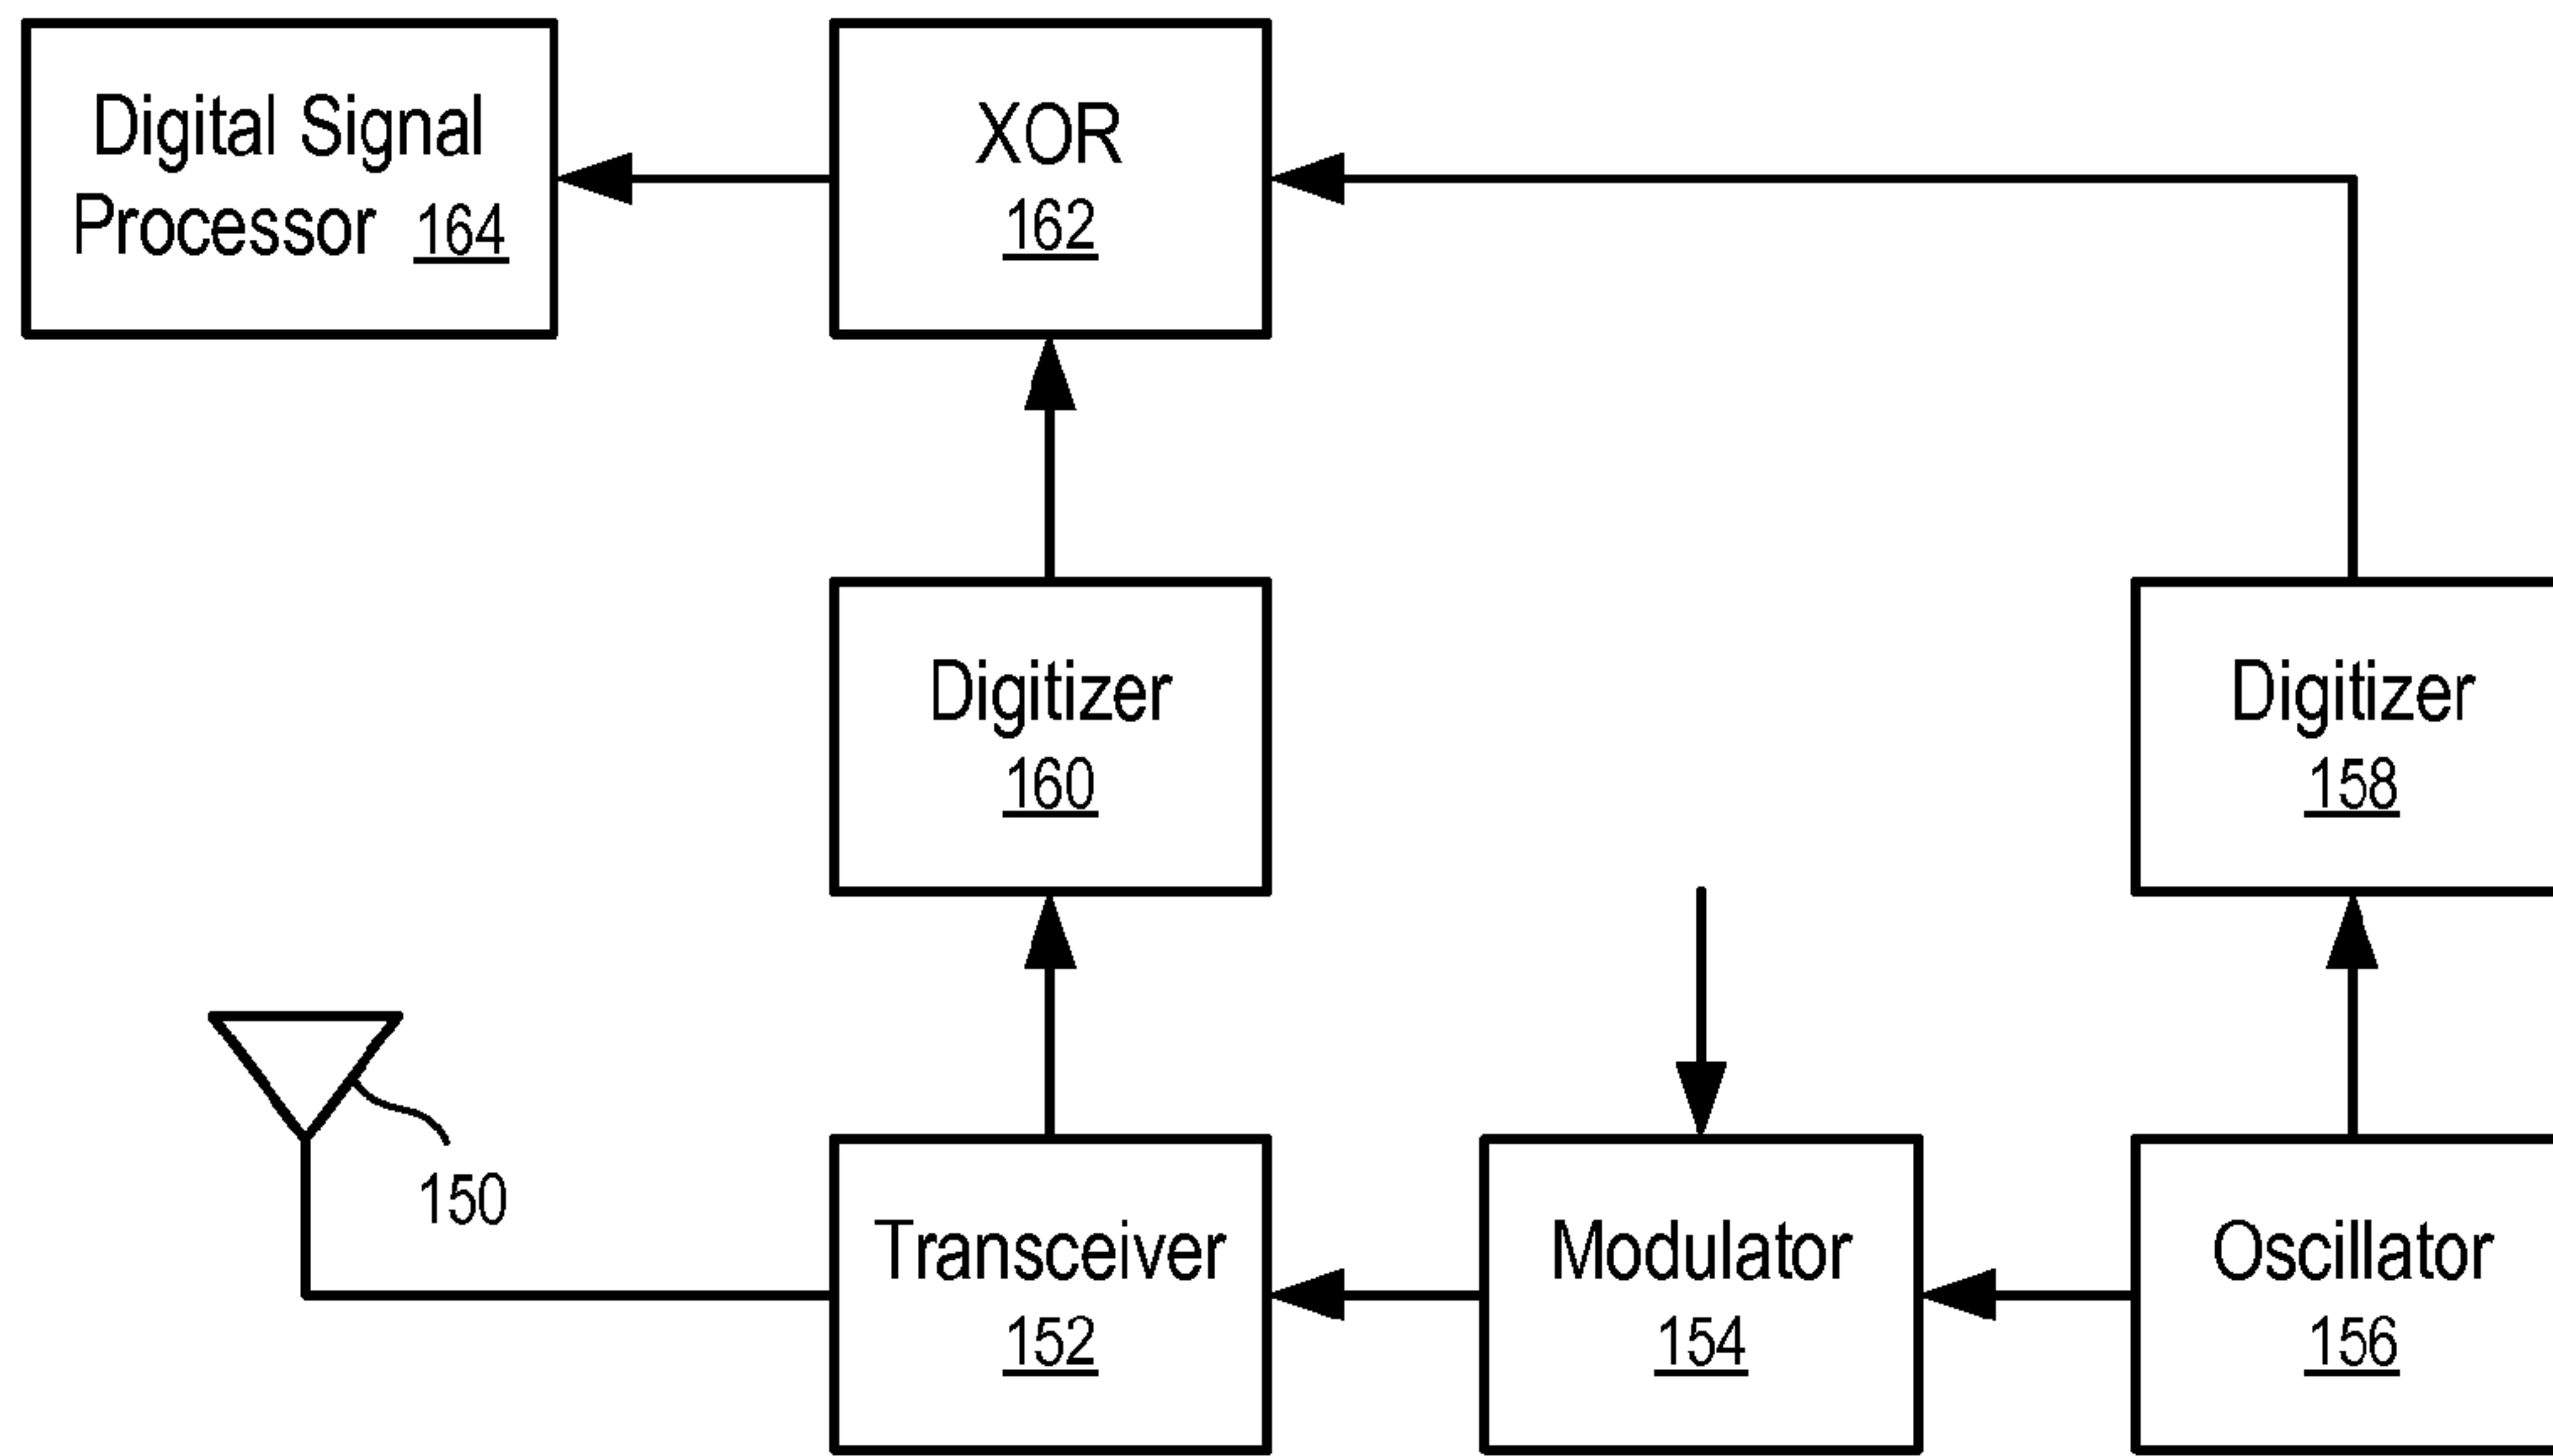 Digital Signal
Processor 164
XOR
162
Digitizer
160
Digitizer
158
150
Transceiver
152
Modulator
154
Oscillator
156